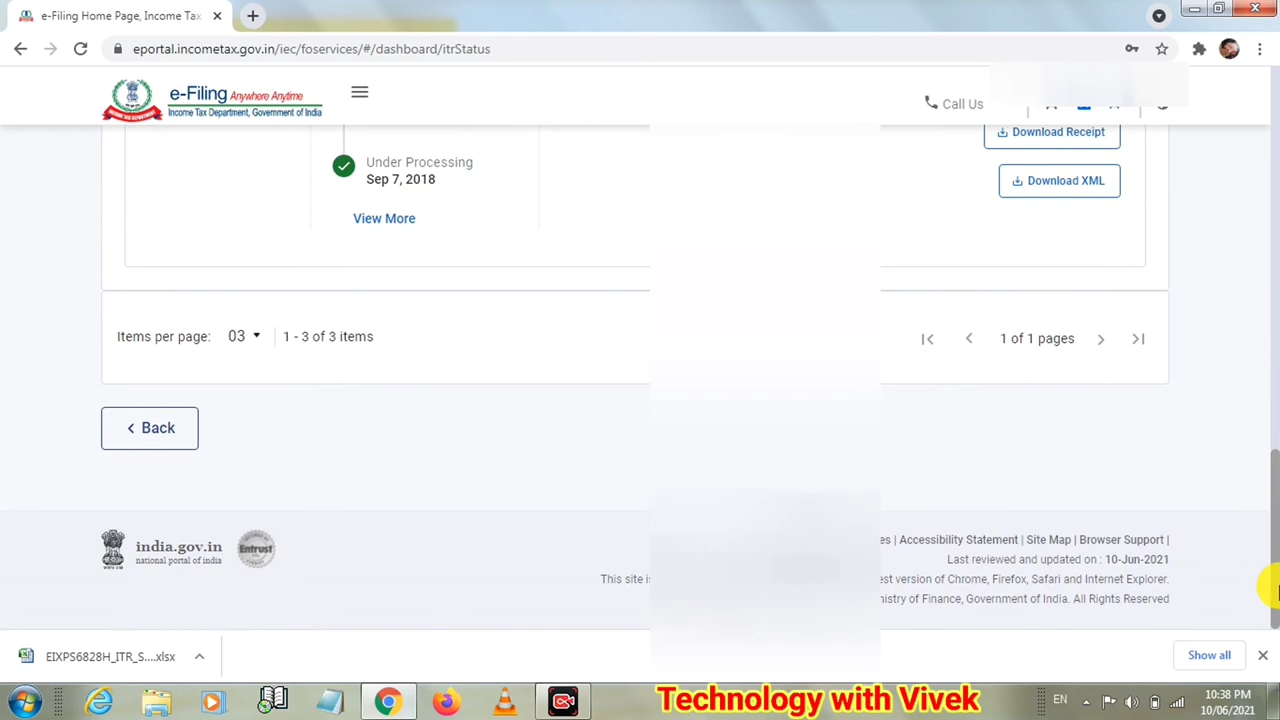 e-Filing Home Page, Income Tax
eportal.incometax.gov.in/iec/foservices/#/dashboard/itrStatus
e-Filing Anywhere Anytime
Income Tax Department, Government of India
Call Us
Download Receipt
Under Processing
Sep 7, 2018
Download XML
View More
Items per page: 03 1 - 3 of 3 items
1 of 1 pages
Back
india.gov.in
national portal of india
Entrust
es | Accessibility Statement | Site Map | Browser Support |
Last reviewed and updated on : 10-Jun-2021
This site is
est version of Chrome, Firefox, Safari and Internet Explorer.
nistry of Finance, Government of India. All Rights Reserved
EIXPS6828H_ITR_S....xlsx
Show all
Technology with Vivek
EN
10:38 PM
10/06/2021